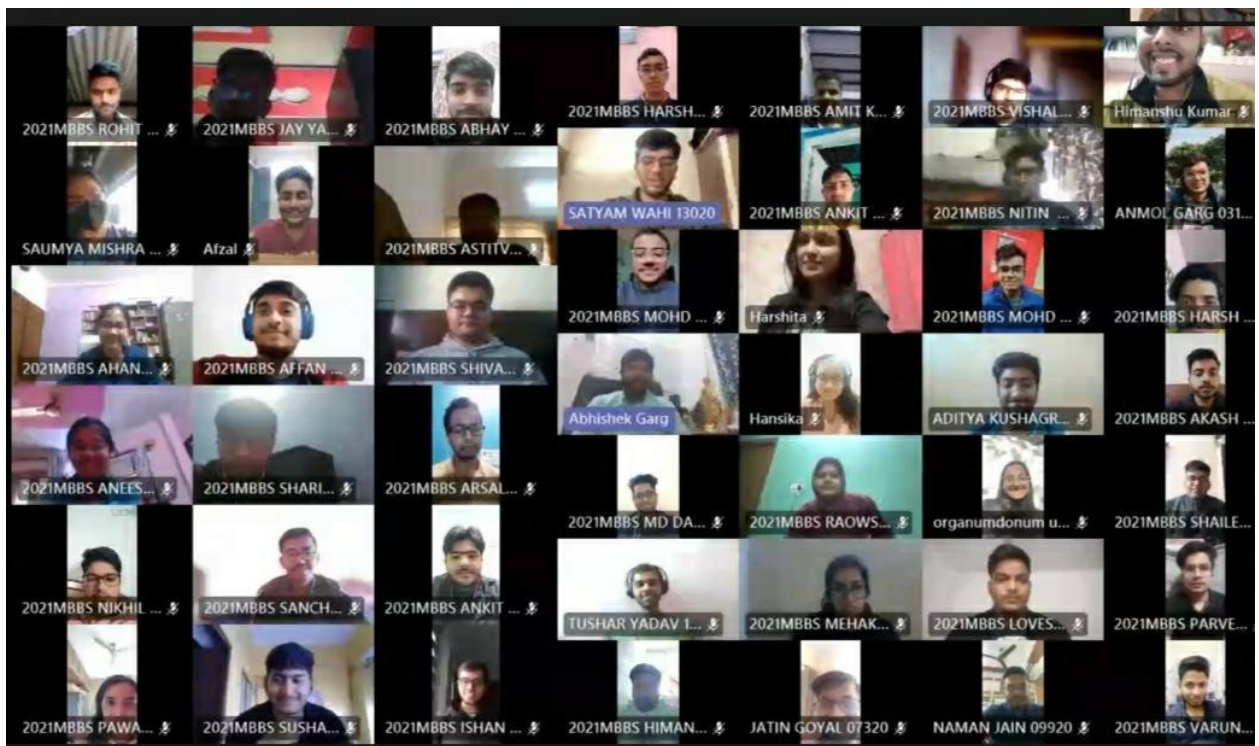 2021MBBS ROHIT ...
2021MBBS JAY YA...
2021MBBS ABHAY ...
2021MBBS HARSH...
2021MBBS AMIT K...
2021MBBS VISHAL...
Himanshu Kumar
SAUMYA MISHRA ...
Afzal
2021MBBS ASTITV...
SATYAM WAHI 13020
2021MBBS ANKIT ...
2021MBBS NITIN ...
ANMOL GARG 031...
2021MBBS AHAN...
2021MBBS AFFAN ...
2021MBBS SHIVA...
2021MBBS MOHD ...
Harshita
2021MBBS MOHD ...
2021MBBS HARSH ...
Abhishek Garg
Hansika
ADITYA KUSHAGR...
2021MBBS AKASH ...
2021MBBS ANEES...
2021MBBS SHARI...
2021MBBS ARSAL...
2021MBBS MD DA...
2021MBBS RAOWS...
organumdonum u...
2021MBBS SHAILE...
2021MBBS NIKHIL ...
2021MBBS SANCH...
2021MBBS ANKIT ...
TUSHAR YADAV 1...
2021MBBS MEHAK...
2021MBBS LOVES...
2021MBBS PARVE...
2021MBBS PAWA...
2021MBBS SUSHA...
2021MBBS ISHAN ...
2021MBBS HIMAN...
JATIN GOYAL 07320
NAMAN JAIN 09920
2021MBBS VARUN...